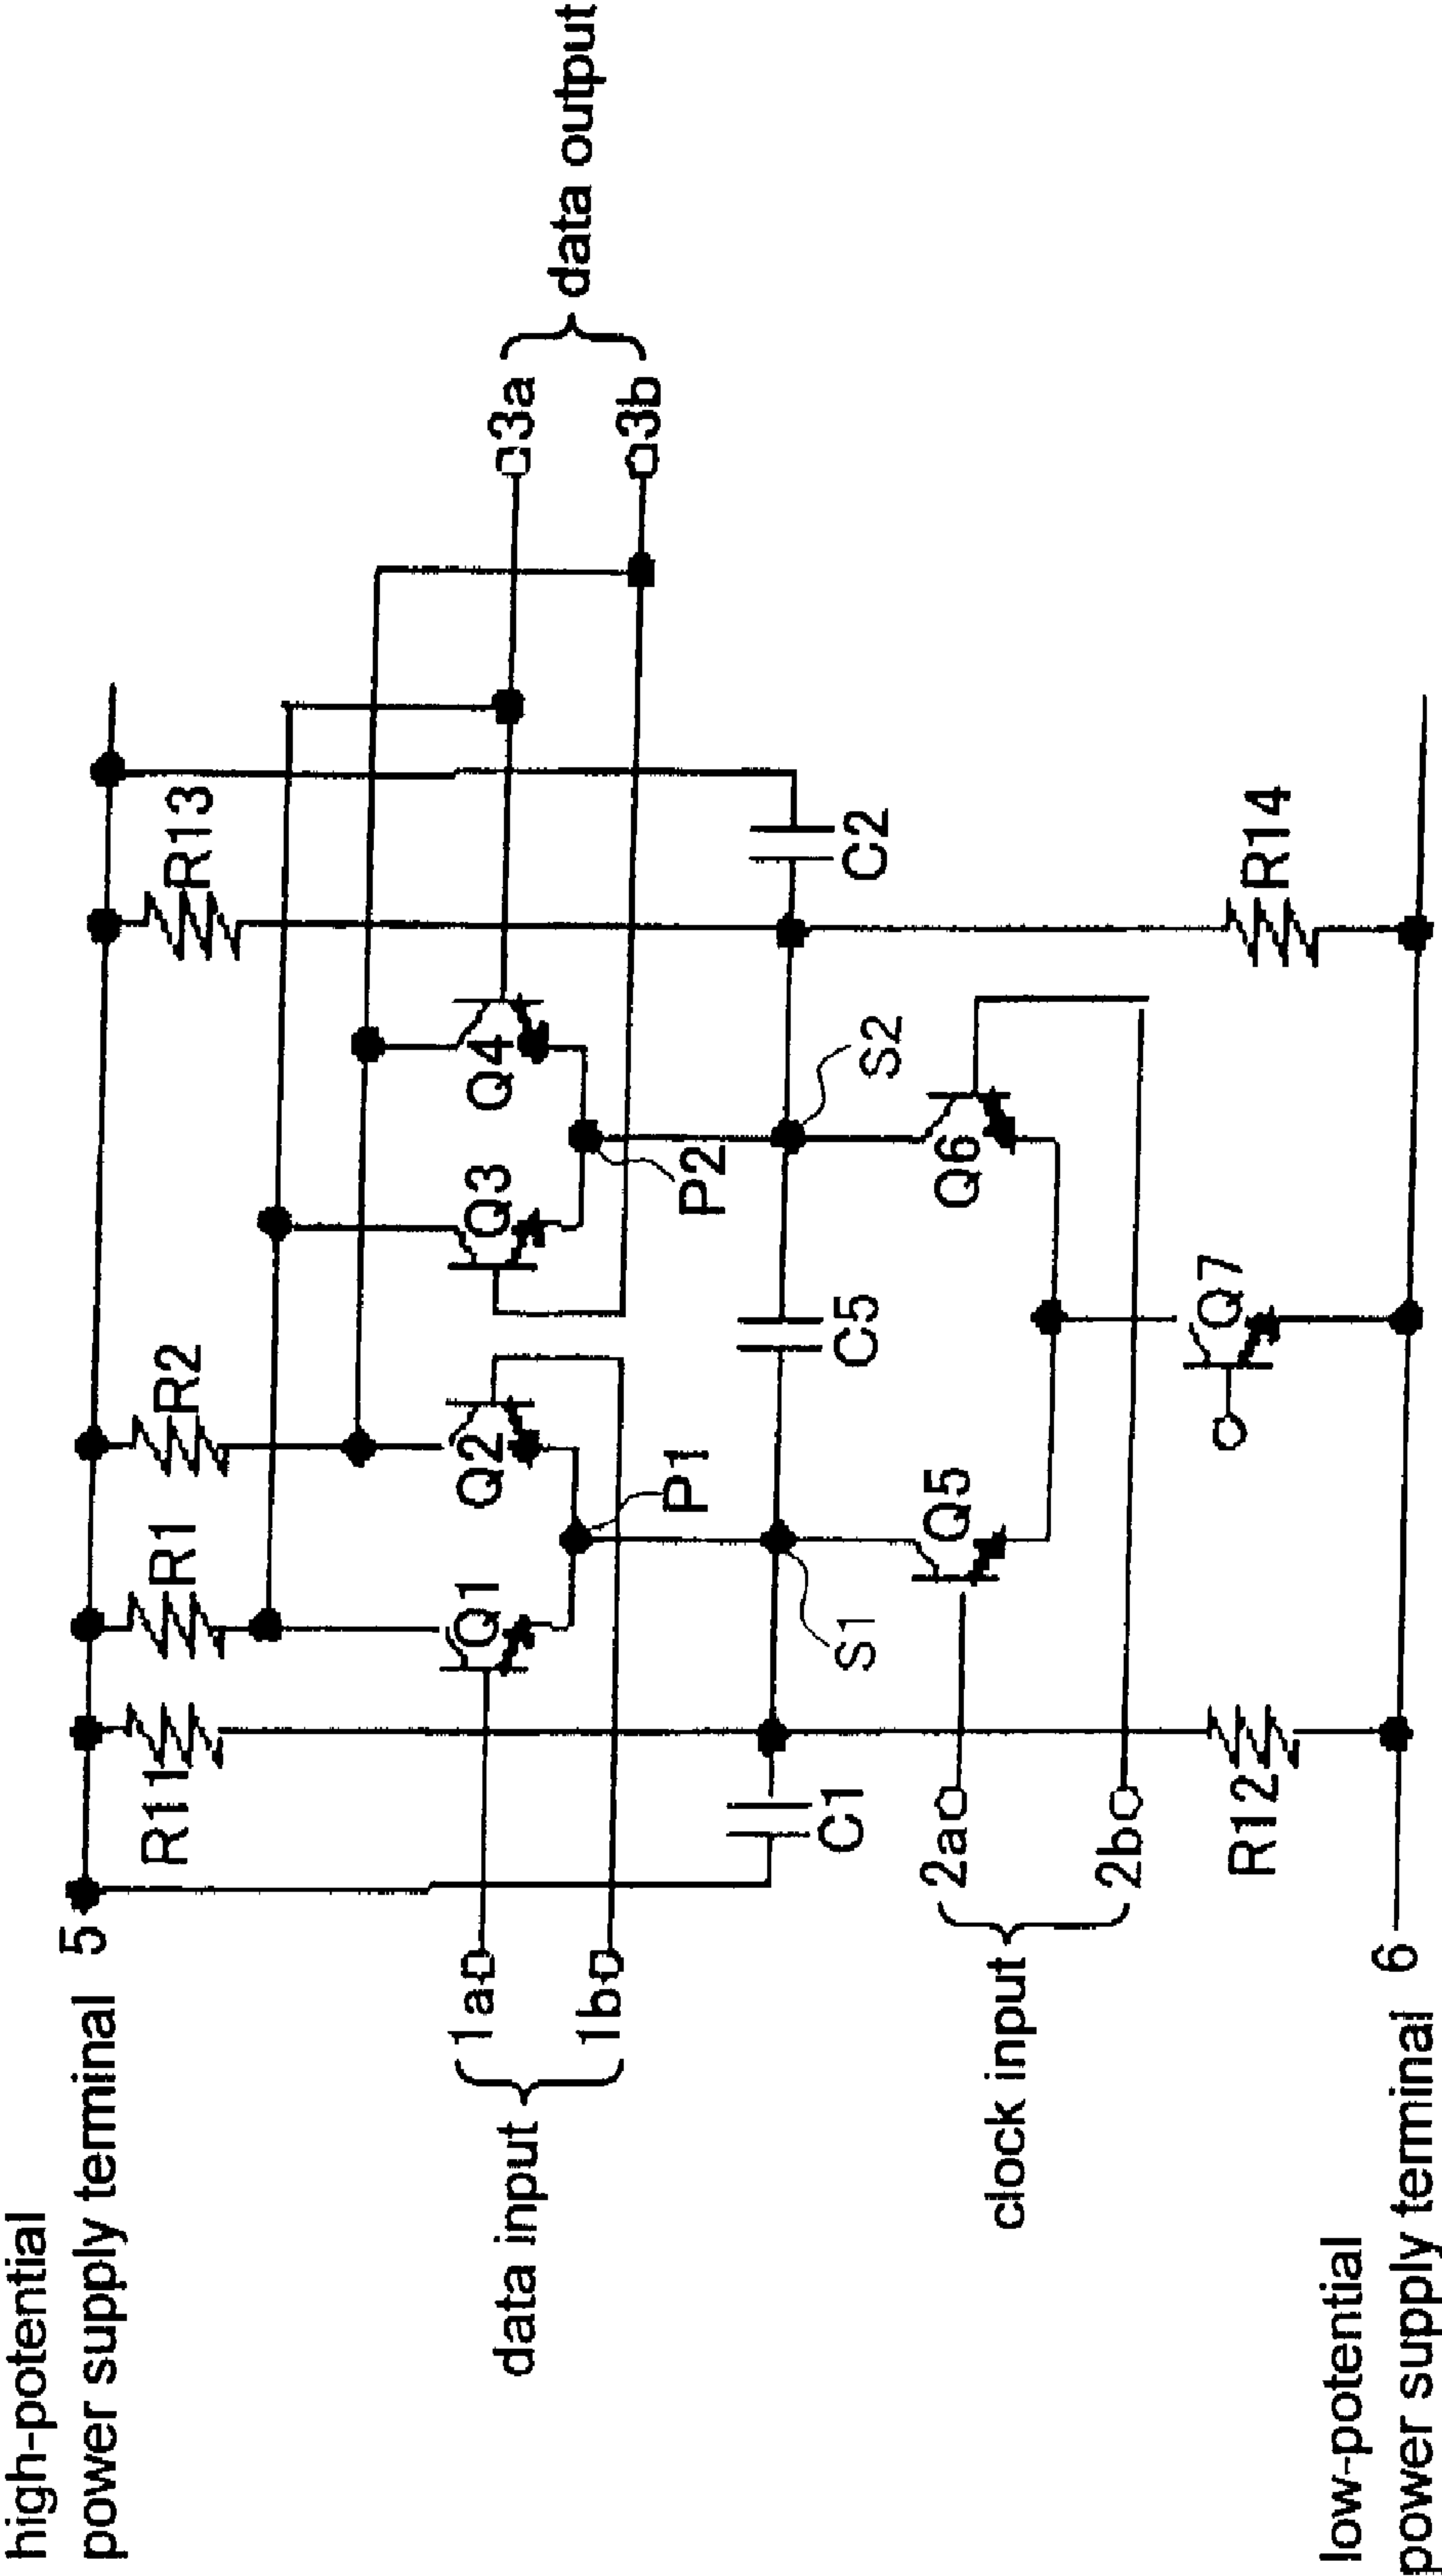 high-potential
power supply terminal 5
R11
R1
R2
R13
data input
1a
1b
Q1
Q2
Q3
Q4
3a
3b
data output
P1
P2
C1
S1
C5
S2
C2
clock input
2a
2b
Q5
Q6
Q7
R12
R14
low-potential
power supply terminal 6